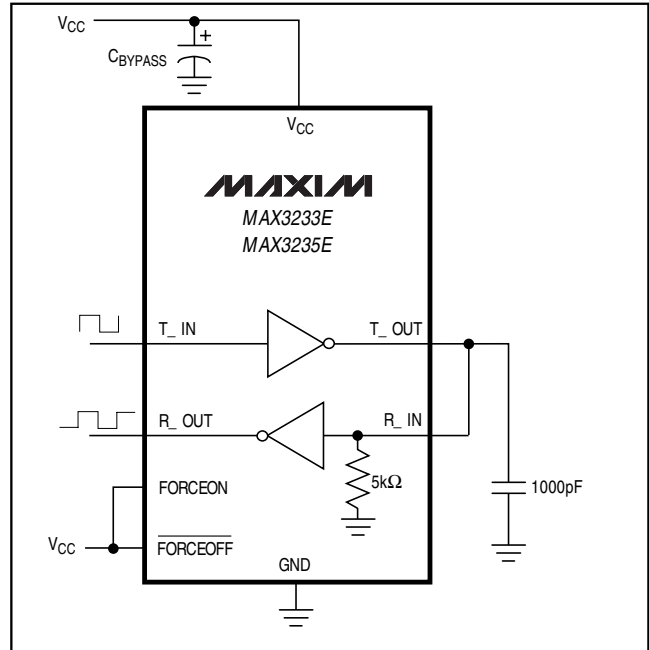 VCC
+
CBYPASS
VCC
MAXIM
MAX3233E
MAX3235E
T_ IN
T_ OUT
R_ OUT
R_ IN
5kΩ
1000pF
FORCEON
VCC
FORCEOFF
GND